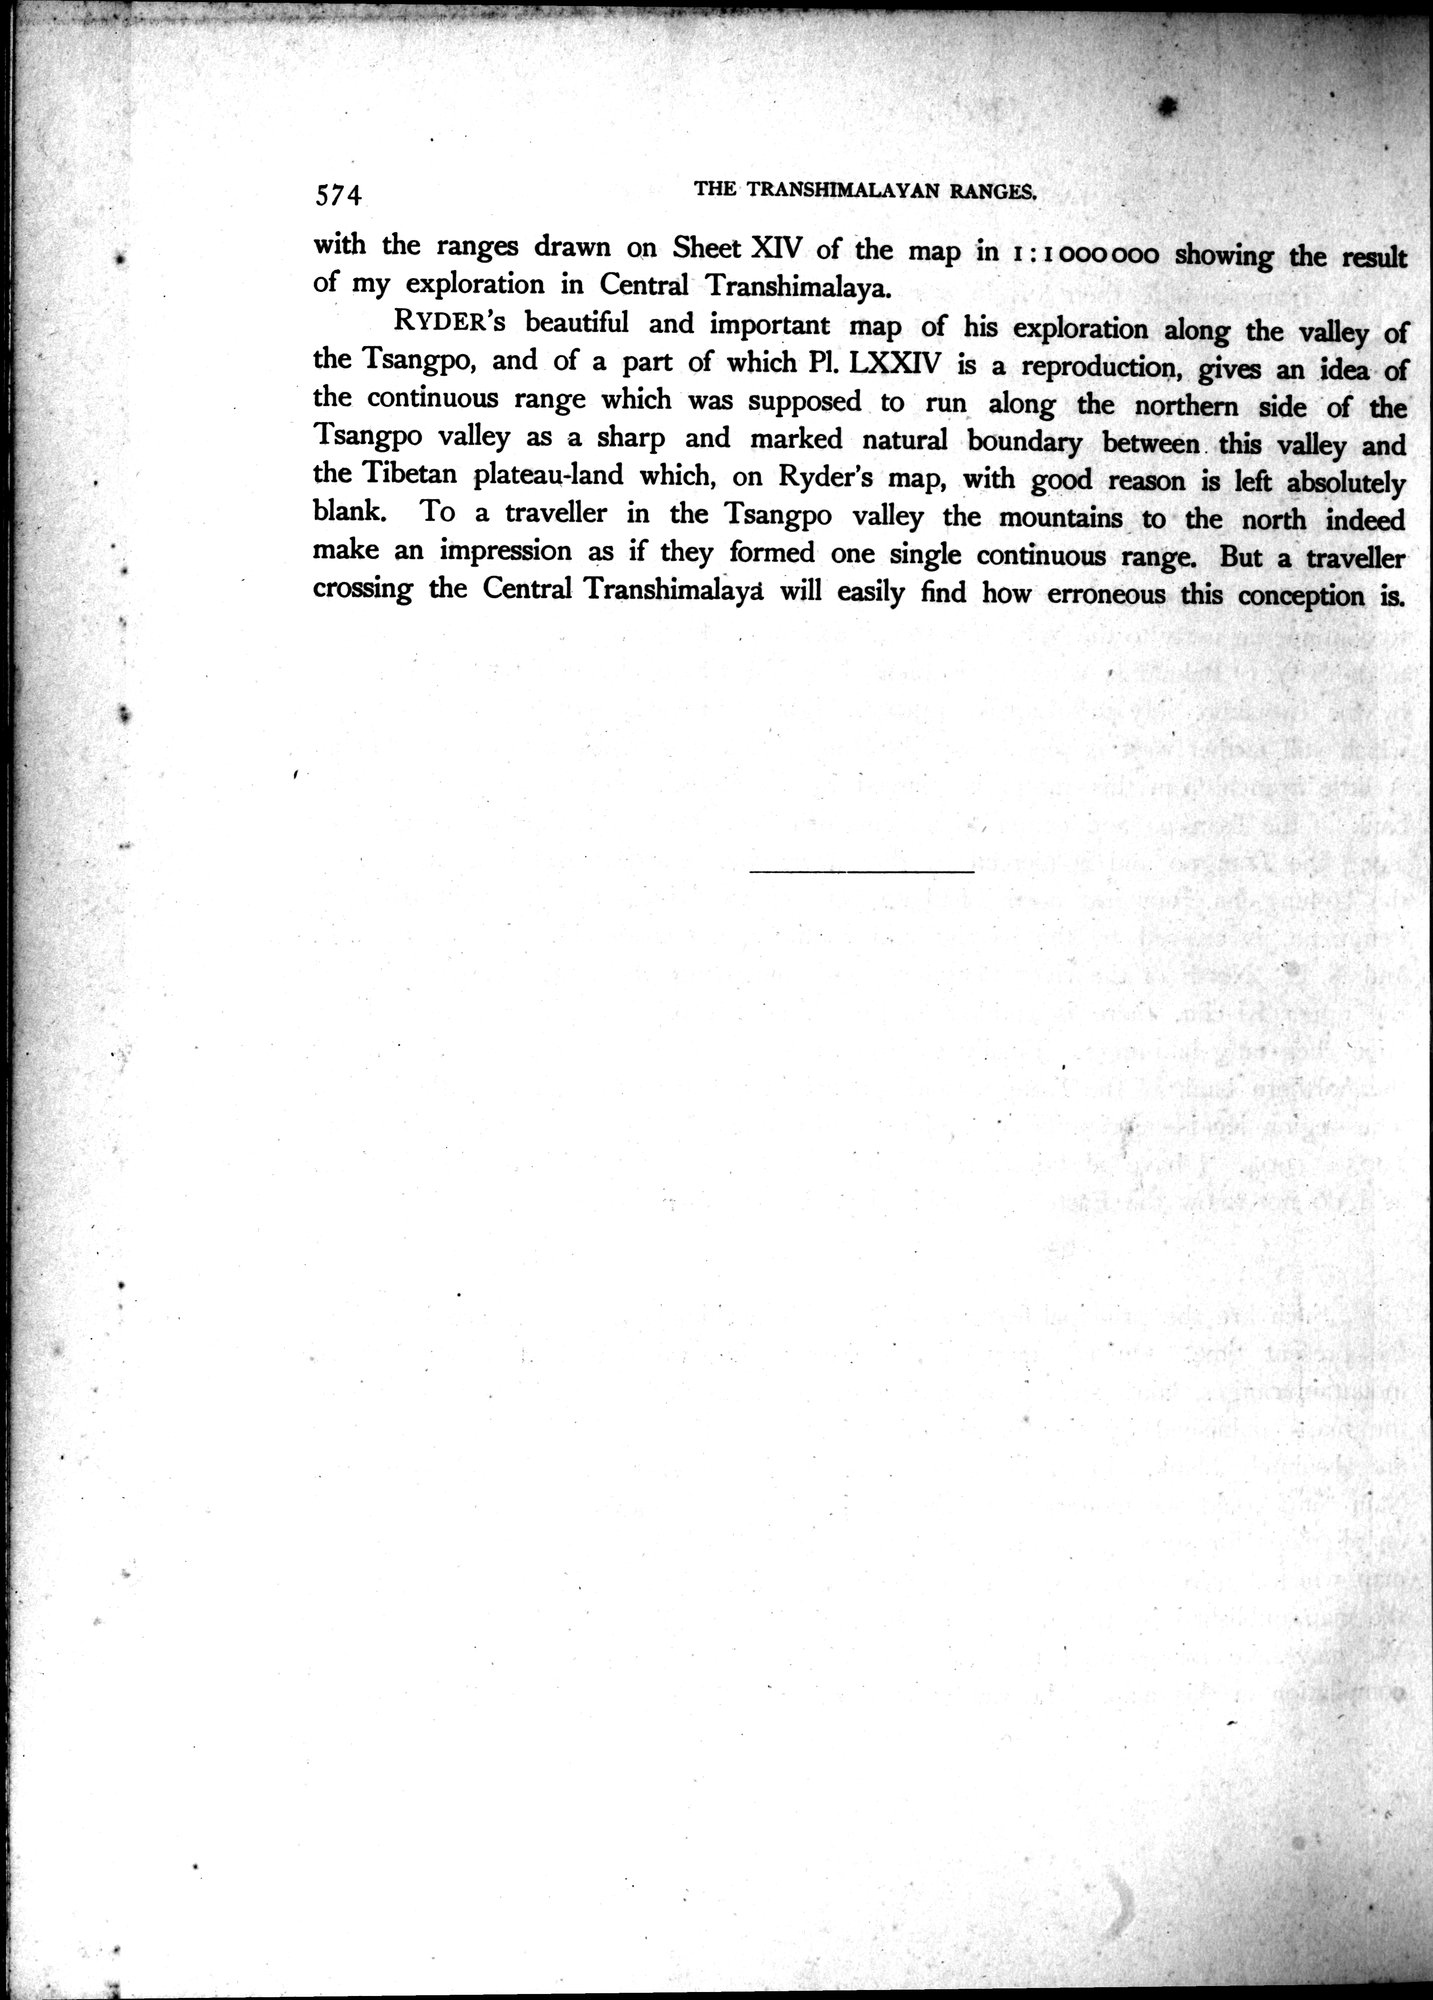 574
THE TRANSHIMALAYAN RANGES.
with the ranges drawn on Sheet XIV of the map in 1 : 1 000 000 showing the result
of my exploration in Central Transhimalaya.
RYDER's beautiful and important map of his exploration along the valley of
the Tsangpo, and of a part of which Pl. LXXIV is a reproduction, gives an idea of
the continuous range which was supposed to run along the northern side of the
Tsangpo valley as a sharp and marked natural boundary between this valley and
the Tibetan plateau-land which, on Ryder's map, with good reason is left absolutely
blank. To a traveller in the Tsangpo valley the mountains to the north indeed
make an impression as if they formed one single continuous range. But a traveller
crossing the Central Transhimalaya will easily find how erroneous this conception is.